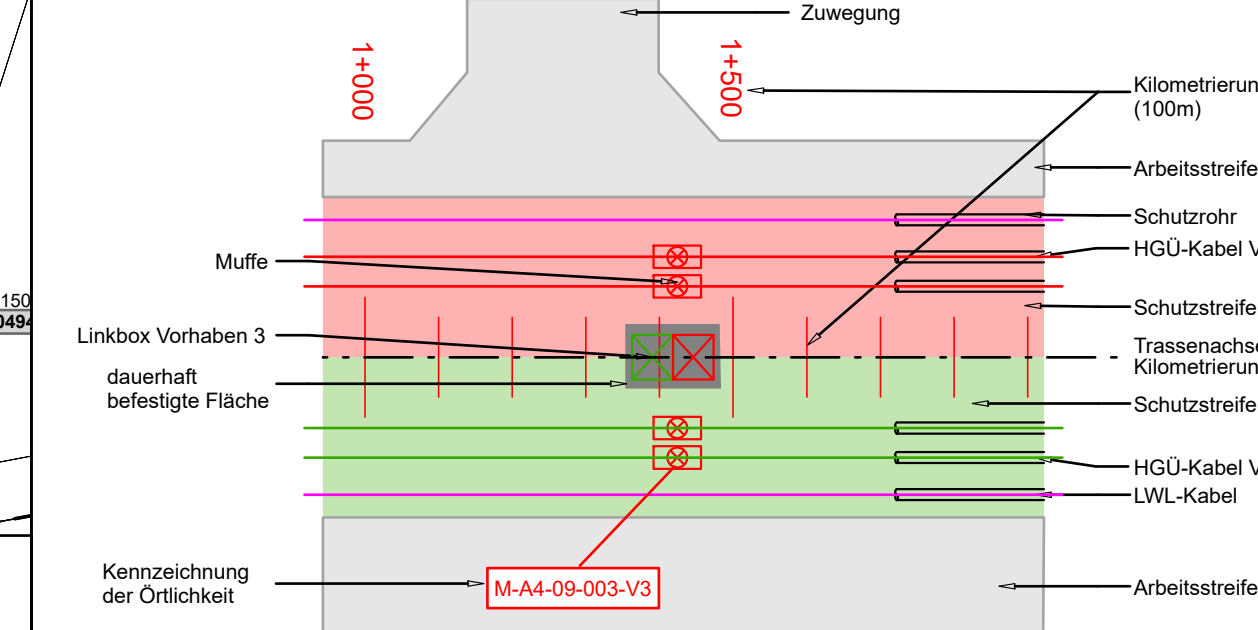 Zuwegung
1+000
1+500
Kilometrierun
(100m)
Arbeitsstreife
Schutzrohr
HGÜ-Kabel V
Muffe
150
0494
Schutzstreife
Linkbox Vorhaben 3
Trassenachse
Kilometrierun
dauerhaft
befestigte Fläche
Schutzstreife
HGÜ-Kabel V
LWL-Kabel
Kennzeichnung
der Örtlichkeit
M-A4-09-003-V3
Arbeitsstreife